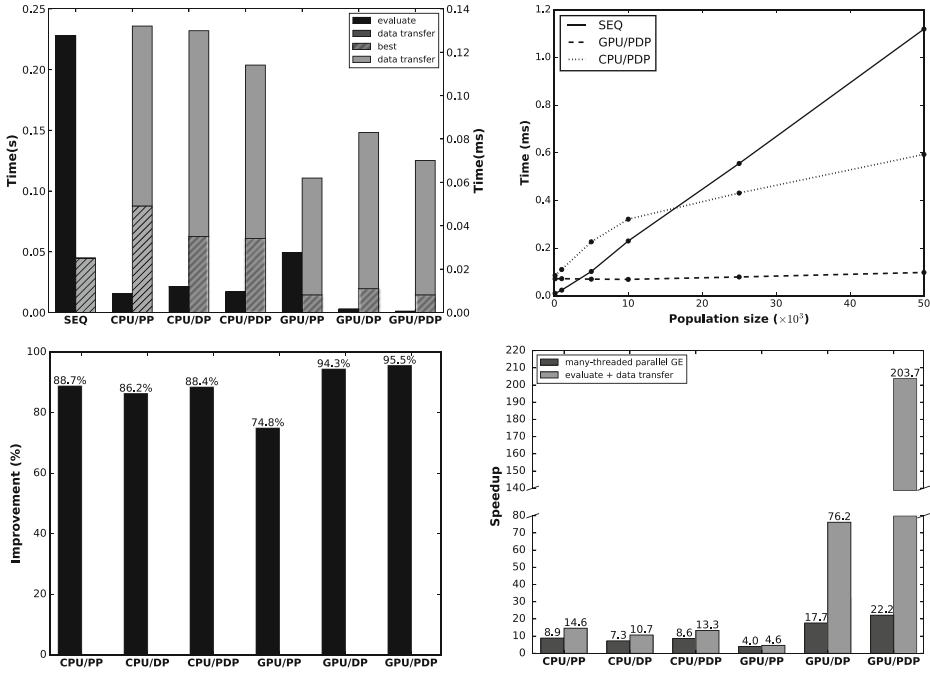 0.25
0.20
0.15
0.10
0.05
0.00
Time(s)
0.14
0.12
0.10
0.08
0.06
0.04
0.02
0.00
Time(ms)
evaluate
data transfer
best
data transfer
SEQ CPU/PP CPU/DP CPU/PDP GPU/PP GPU/DP GPU/PDP
1.2
1.0
0.8
0.6
0.4
0.2
0.0
Time (ms)
SEQ
GPU/PDP
CPU/PDP
0 10 20 30 40 50
Population size (×10³)
100
80
60
40
20
0
Improvement (%)
88.7% 86.2% 88.4% 74.8% 94.3% 95.5%
CPU/PP CPU/DP CPU/PDP GPU/PP GPU/DP GPU/PDP
220
210
200
190
180
170
160
150
140
80
70
60
50
40
30
20
10
0
Speedup
many-threaded parallel GE
evaluate + data transfer
8.9 14.6 7.3 10.7 8.6 13.3 4.0 4.6 17.7 76.2 22.2 203.7
CPU/PP CPU/DP CPU/PDP GPU/PP GPU/DP GPU/PDP